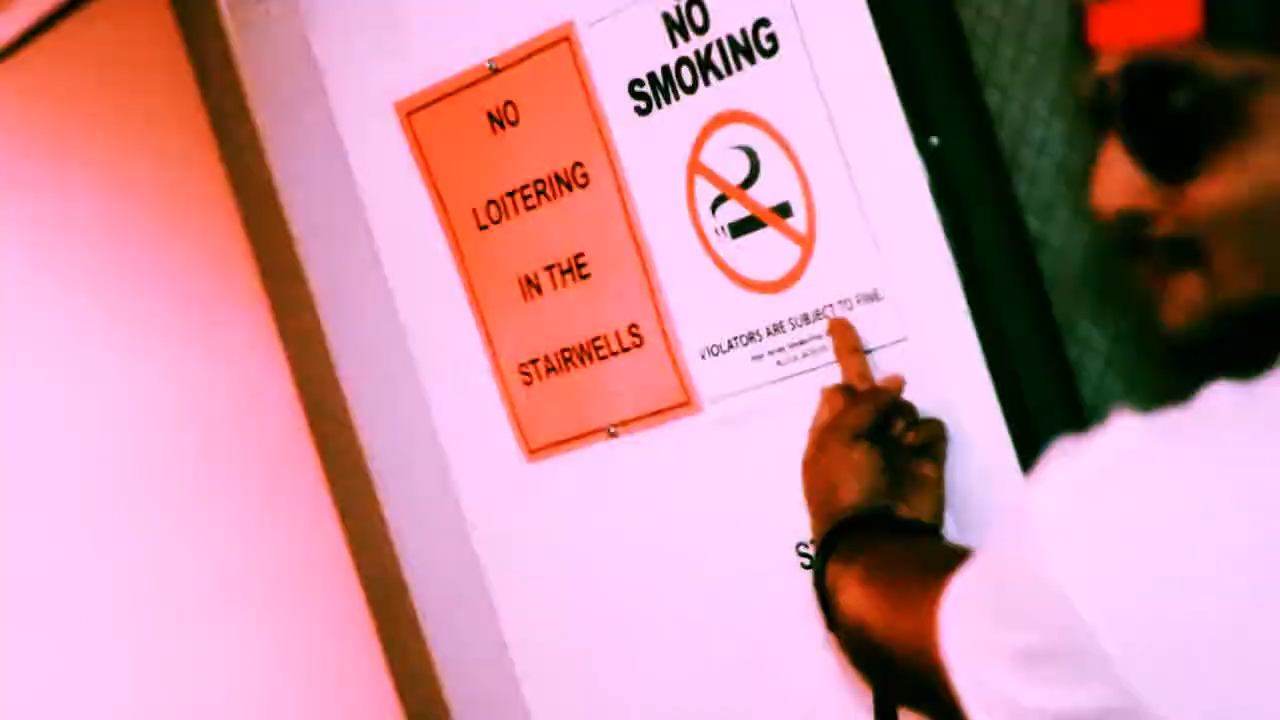 NO
LOITERING
IN THE
STAIRWELLS
NO
SMOKING
VIOLATORS ARE SUBJECT TO FINE.